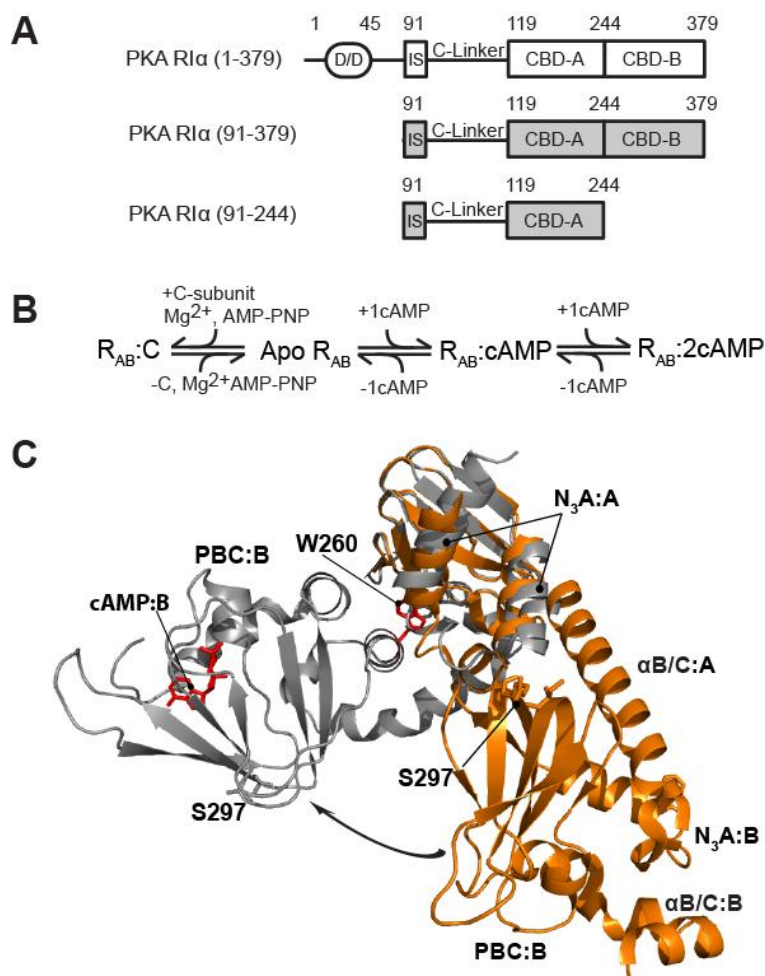 A
1 45 91 119 244 379
PKA RIα (1-379) D/D IS C-Linker CBD-A CBD-B
91 119 244 379
PKA RIα (91-379) IS C-Linker CBD-A CBD-B
91 119 244
PKA RIα (91-244) IS C-Linker CBD-A
B
+C-subunit
Mg2+, AMP-PNP +1cAMP +1cAMP
RAB:C Apo RAB RAB:cAMP RAB:2cAMP
-C, Mg2+AMP-PNP -1cAMP -1cAMP
C
N3A:A
W260
PBC:B
cAMP:B
αB/C:A
S297
S297
N3A:B
αB/C:B
PBC:B